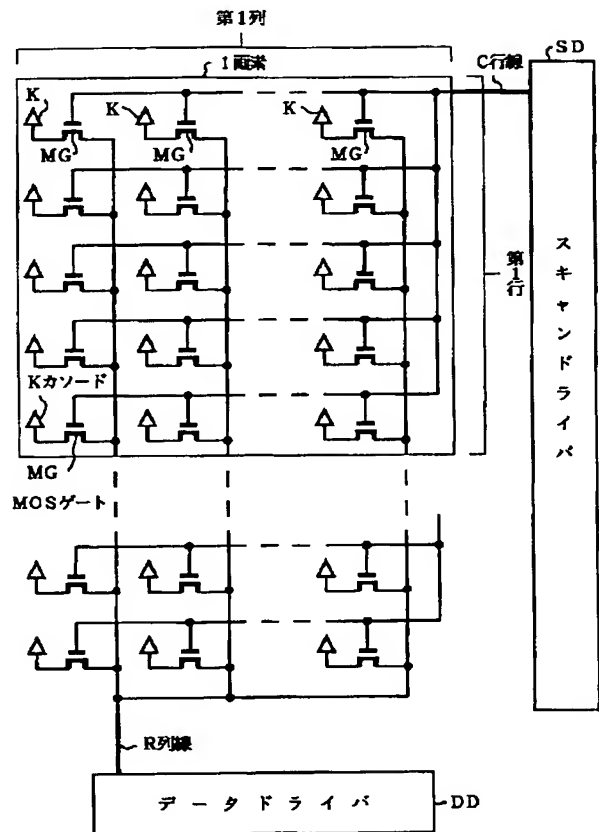 第1列
1画素
C行線
SD
K
K
K
MG
MG
MG
スキャンドライバ
第1行
Kカソード
MG
MOSゲート
R列線
データドライバ
DD